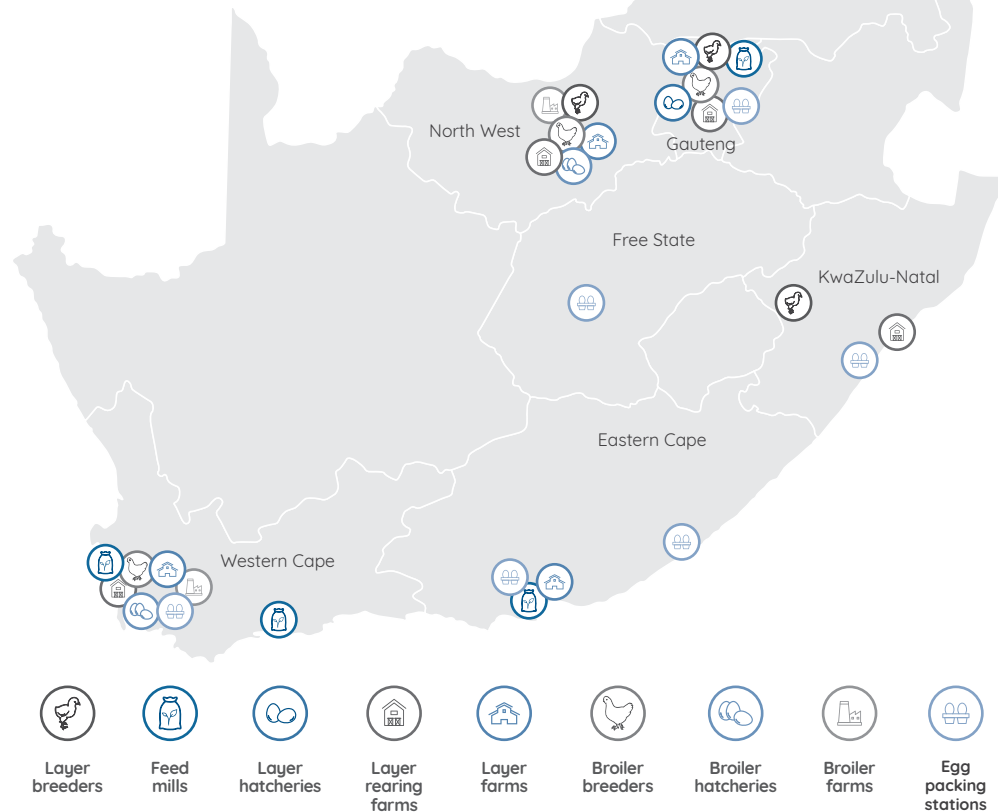 North West
Gauteng
Free State
KwaZulu-Natal
Eastern Cape
Western Cape
Layer
breeders
Feed
mills
Layer
hatcheries
Layer
rearing
farms
Layer
farms
Broiler
breeders
Broiler
hatcheries
Broiler
farms
Egg
packing
stations